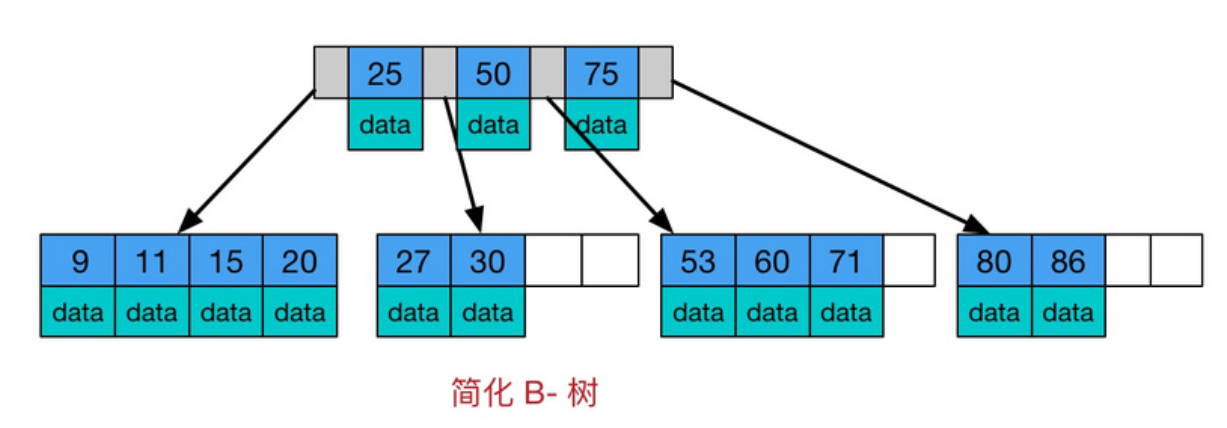 25 50 75
data data data
9 11 15 20 27 30 53 60 71 80 86
data data data data data data data data data data data
简化 B- 树